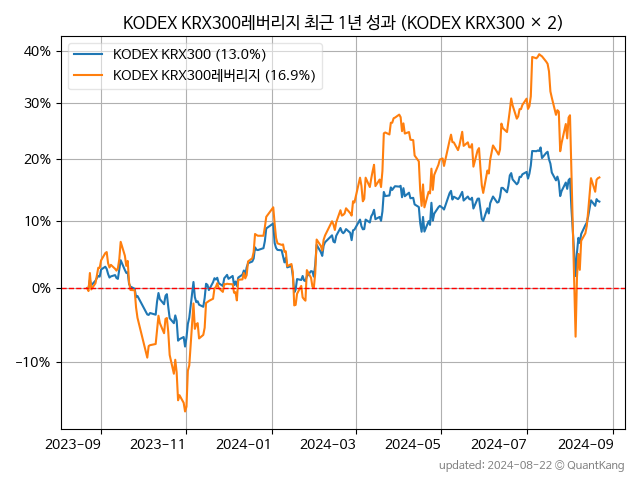 KODEX KRX300레버리지 최근 1년 성과 (KODEX KRX300 × 2)
KODEX KRX300 (13.0%)
KODEX KRX300레버리지 (16.9%)
40%
30%
20%
10%
0%
−10%
2023-09 2023-11 2024-01 2024-03 2024-05 2024-07 2024-09
updated: 2024-08-22 © QuantKang